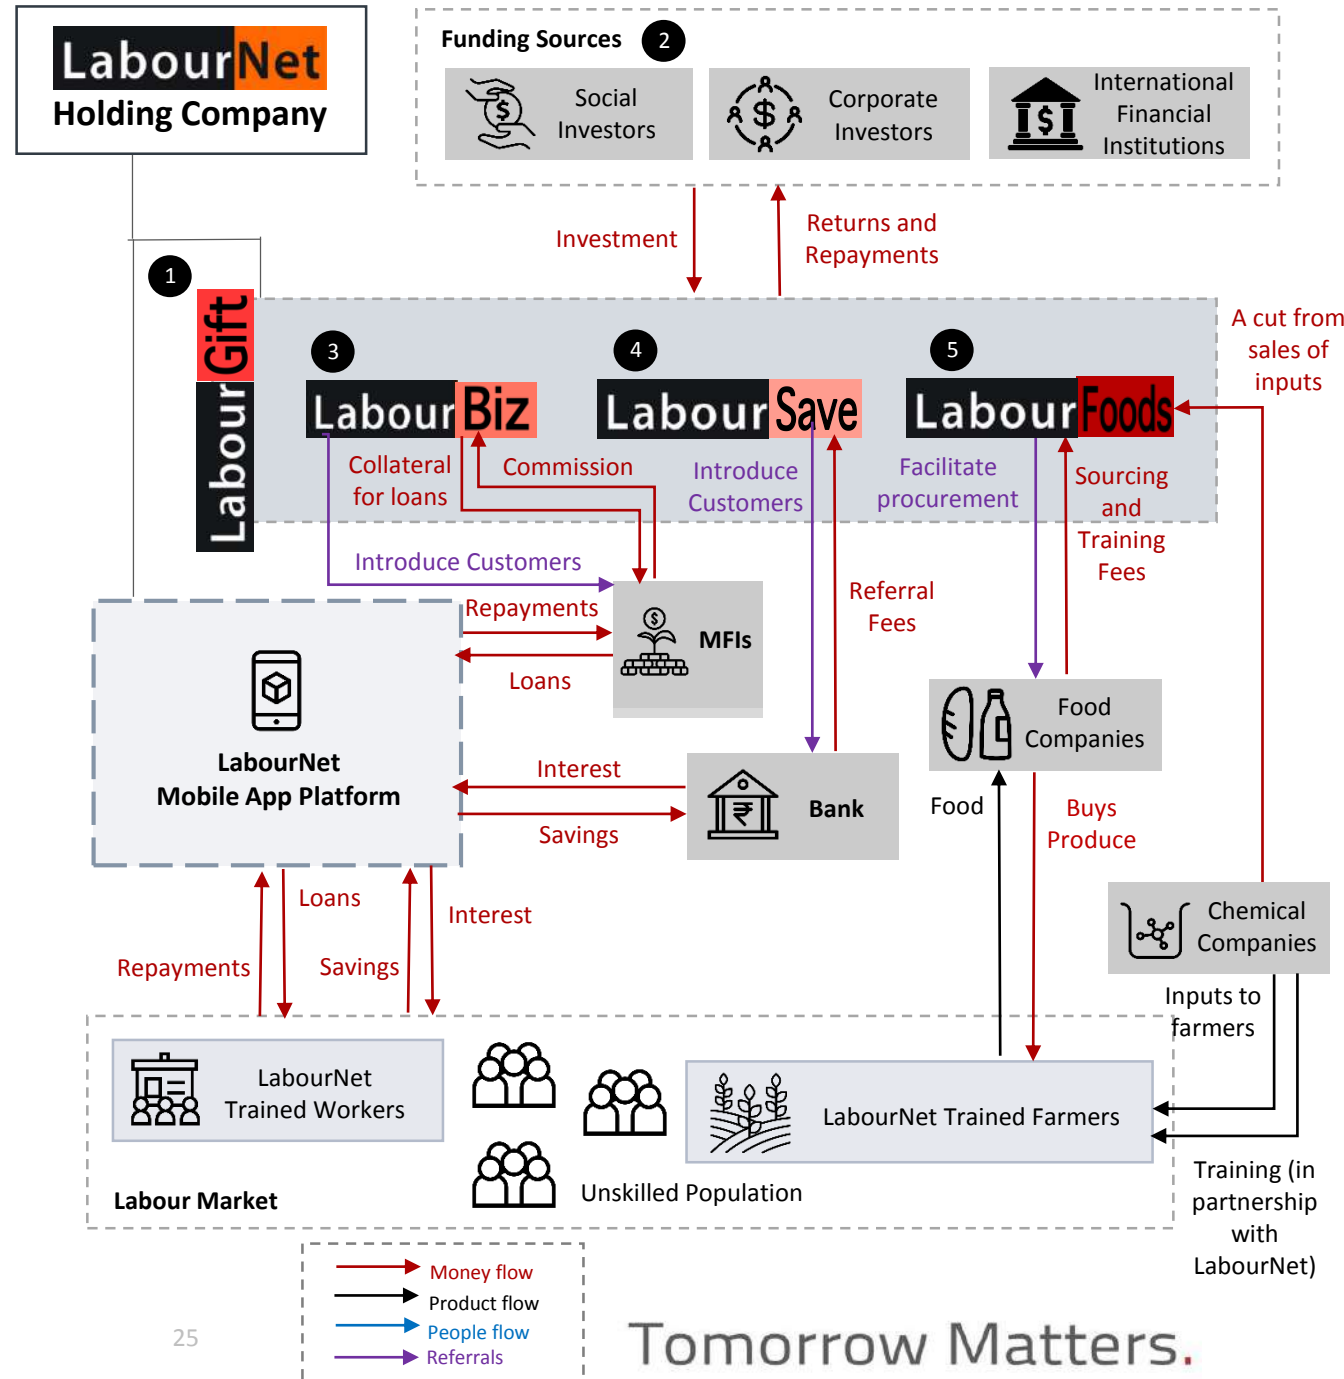 LabourNet
Holding Company
Funding Sources 2
Social
Investors
Corporate
Investors
International
Financial
Institutions
Investment
Returns and
Repayments
1
LabourGift
3
4
5
A cut from
sales of
inputs
LabourBiz
LabourSave
LabourFoods
Collateral
for loans
Commission
Introduce
Customers
Facilitate
procurement
Sourcing
and
Training
Fees
Introduce Customers
Repayments
Loans
MFIs
Referral
Fees
LabourNet
Mobile App Platform
Interest
Savings
₹
Bank
Food
Companies
Food
Buys
Produce
Loans
Interest
Repayments
Savings
Chemical
Companies
Inputs to
farmers
LabourNet
Trained Workers
LabourNet Trained Farmers
Unskilled Population
Labour Market
Training (in
partnership
with
LabourNet)
Money flow
Product flow
People flow
Referrals
25
Tomorrow Matters.